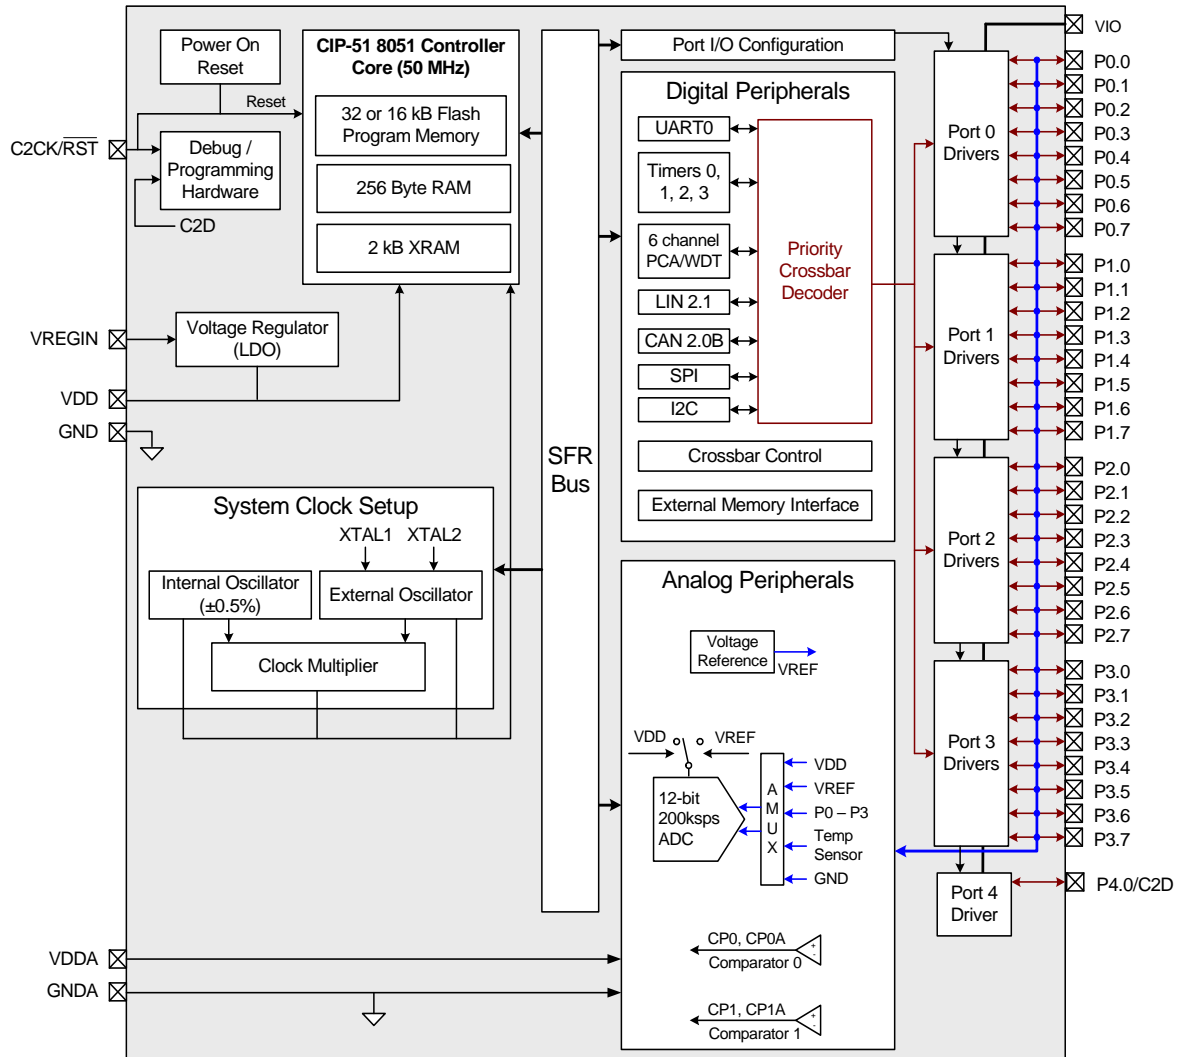 Power On
Reset
Reset
C2CK/RST
Debug /
Programming
Hardware
C2D
CIP-51 8051 Controller
Core (50 MHz)
32 or 16 kB Flash
Program Memory
256 Byte RAM
2 kB XRAM
VREGIN
Voltage Regulator
(LDO)
VDD
GND
System Clock Setup
XTAL1 XTAL2
Internal Oscillator
(±0.5%)
External Oscillator
Clock Multiplier
VDDA
GNDA
SFR
Bus
Port I/O Configuration
Digital Peripherals
UART0
Timers 0,
1, 2, 3
6 channel
PCA/WDT
LIN 2.1
CAN 2.0B
SPI
I2C
Priority
Crossbar
Decoder
Crossbar Control
External Memory Interface
Analog Peripherals
Voltage
Reference
VREF
VDD
VREF
12-bit
200ksps
ADC
A
M
U
X
VDD
VREF
P0 – P3
Temp
Sensor
GND
CP0, CP0A
Comparator 0
+
-
CP1, CP1A
Comparator 1
+
-
Port 0
Drivers
Port 1
Drivers
Port 2
Drivers
Port 3
Drivers
Port 4
Driver
VIO
P0.0
P0.1
P0.2
P0.3
P0.4
P0.5
P0.6
P0.7
P1.0
P1.1
P1.2
P1.3
P1.4
P1.5
P1.6
P1.7
P2.0
P2.1
P2.2
P2.3
P2.4
P2.5
P2.6
P2.7
P3.0
P3.1
P3.2
P3.3
P3.4
P3.5
P3.6
P3.7
P4.0/C2D